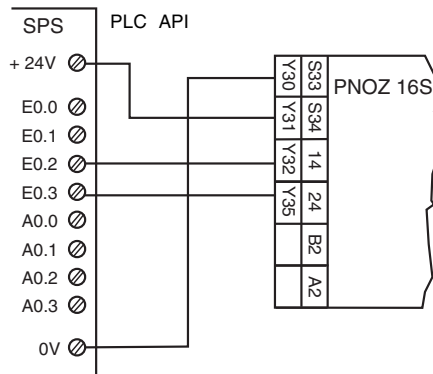 SPS PLC API
+ 24V
E0.0
E0.1
E0.2
E0.3
A0.0
A0.1
A0.2
A0.3
0V
Y30 S33
Y31 S34
Y32 14
Y35 24
B2
A2
PNOZ 16S